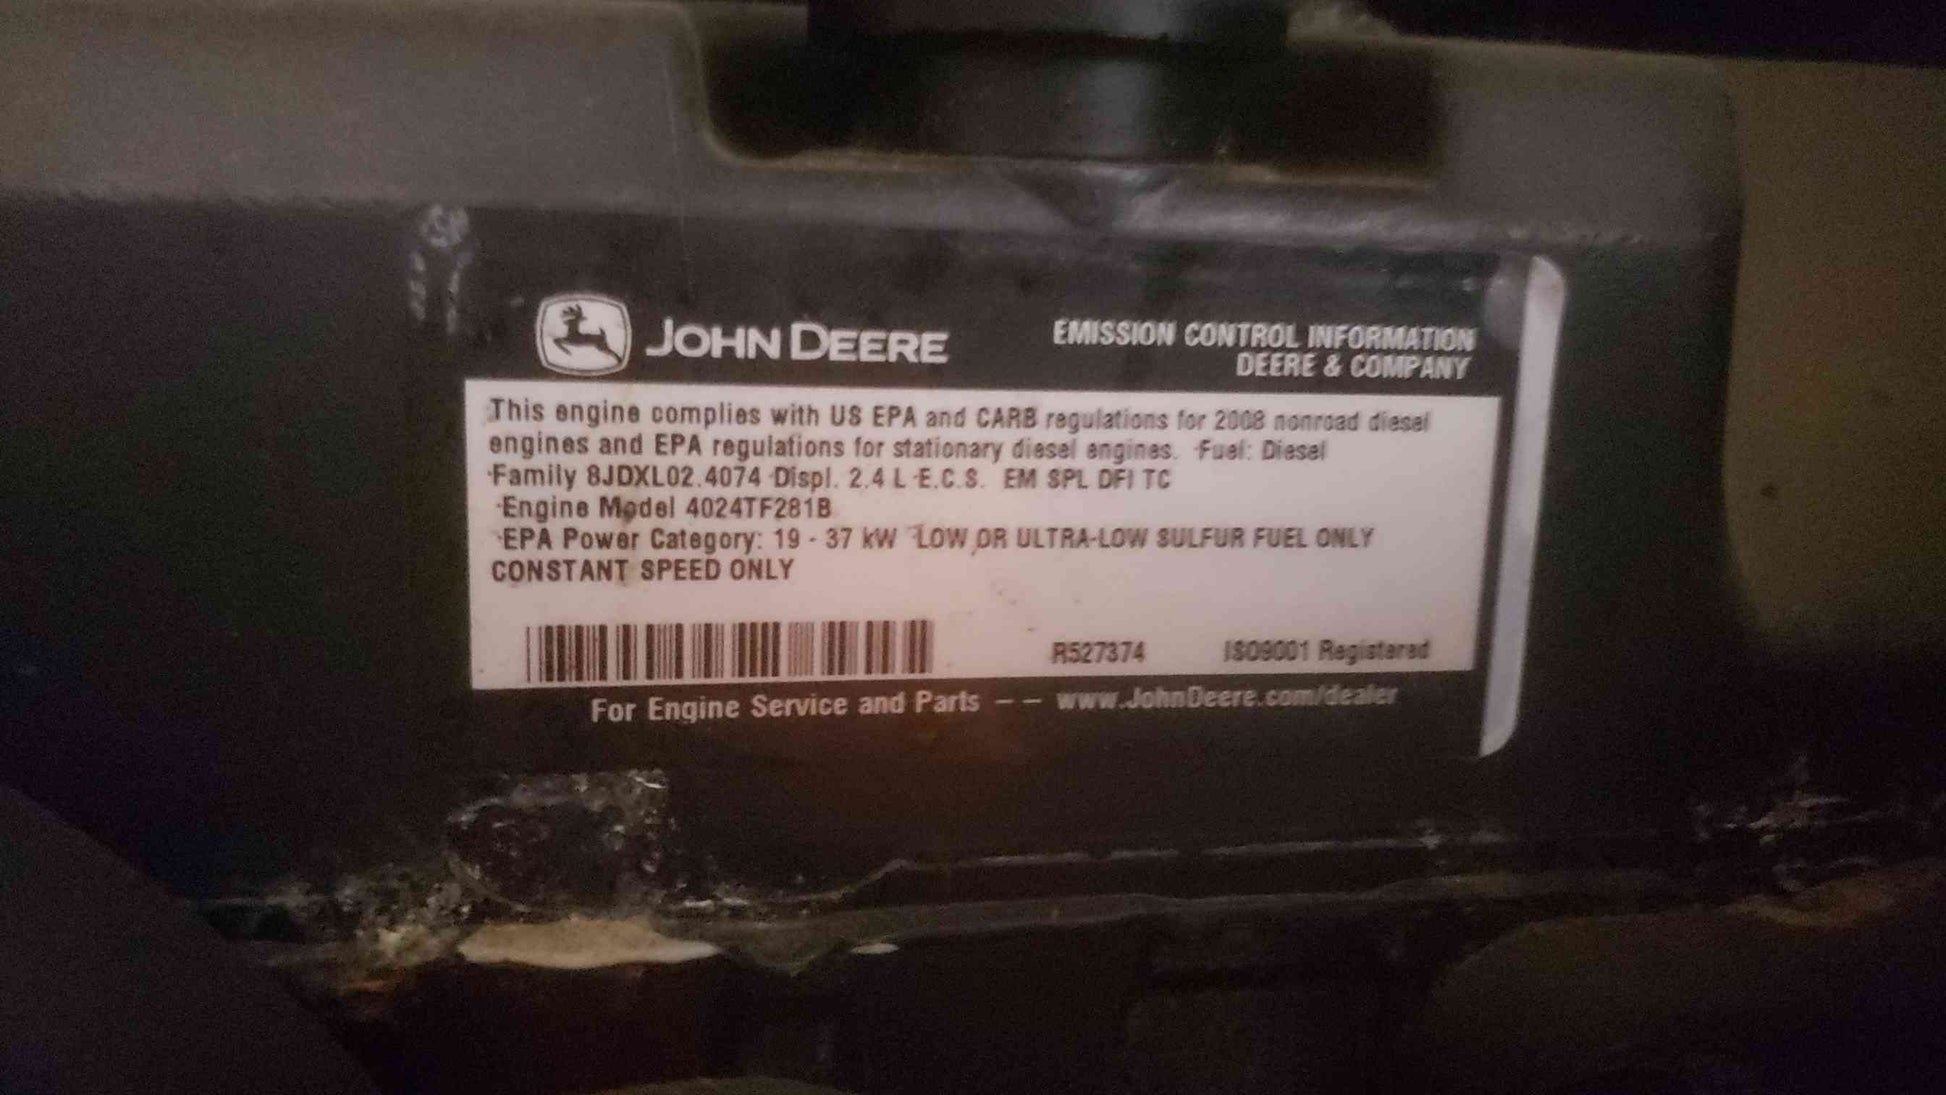 JOHN DEERE
EMISSION CONTROL INFORMATION
DEERE & COMPANY
This engine complies with US EPA and CARB regulations for 2008 nonroad diesel
engines and EPA regulations for stationary diesel engines. ·Fuel: Diesel
·Family 8JDXL02.4074 ·Displ. 2.4 L ·E.C.S. EM SPL DFI TC
·Engine Model 4024TF281B
·EPA Power Category: 19 - 37 kW ·LOW OR ULTRA-LOW SULFUR FUEL ONLY
CONSTANT SPEED ONLY
R527374 ISO9001 Registered
For Engine Service and Parts -- www.JohnDeere.com/dealer